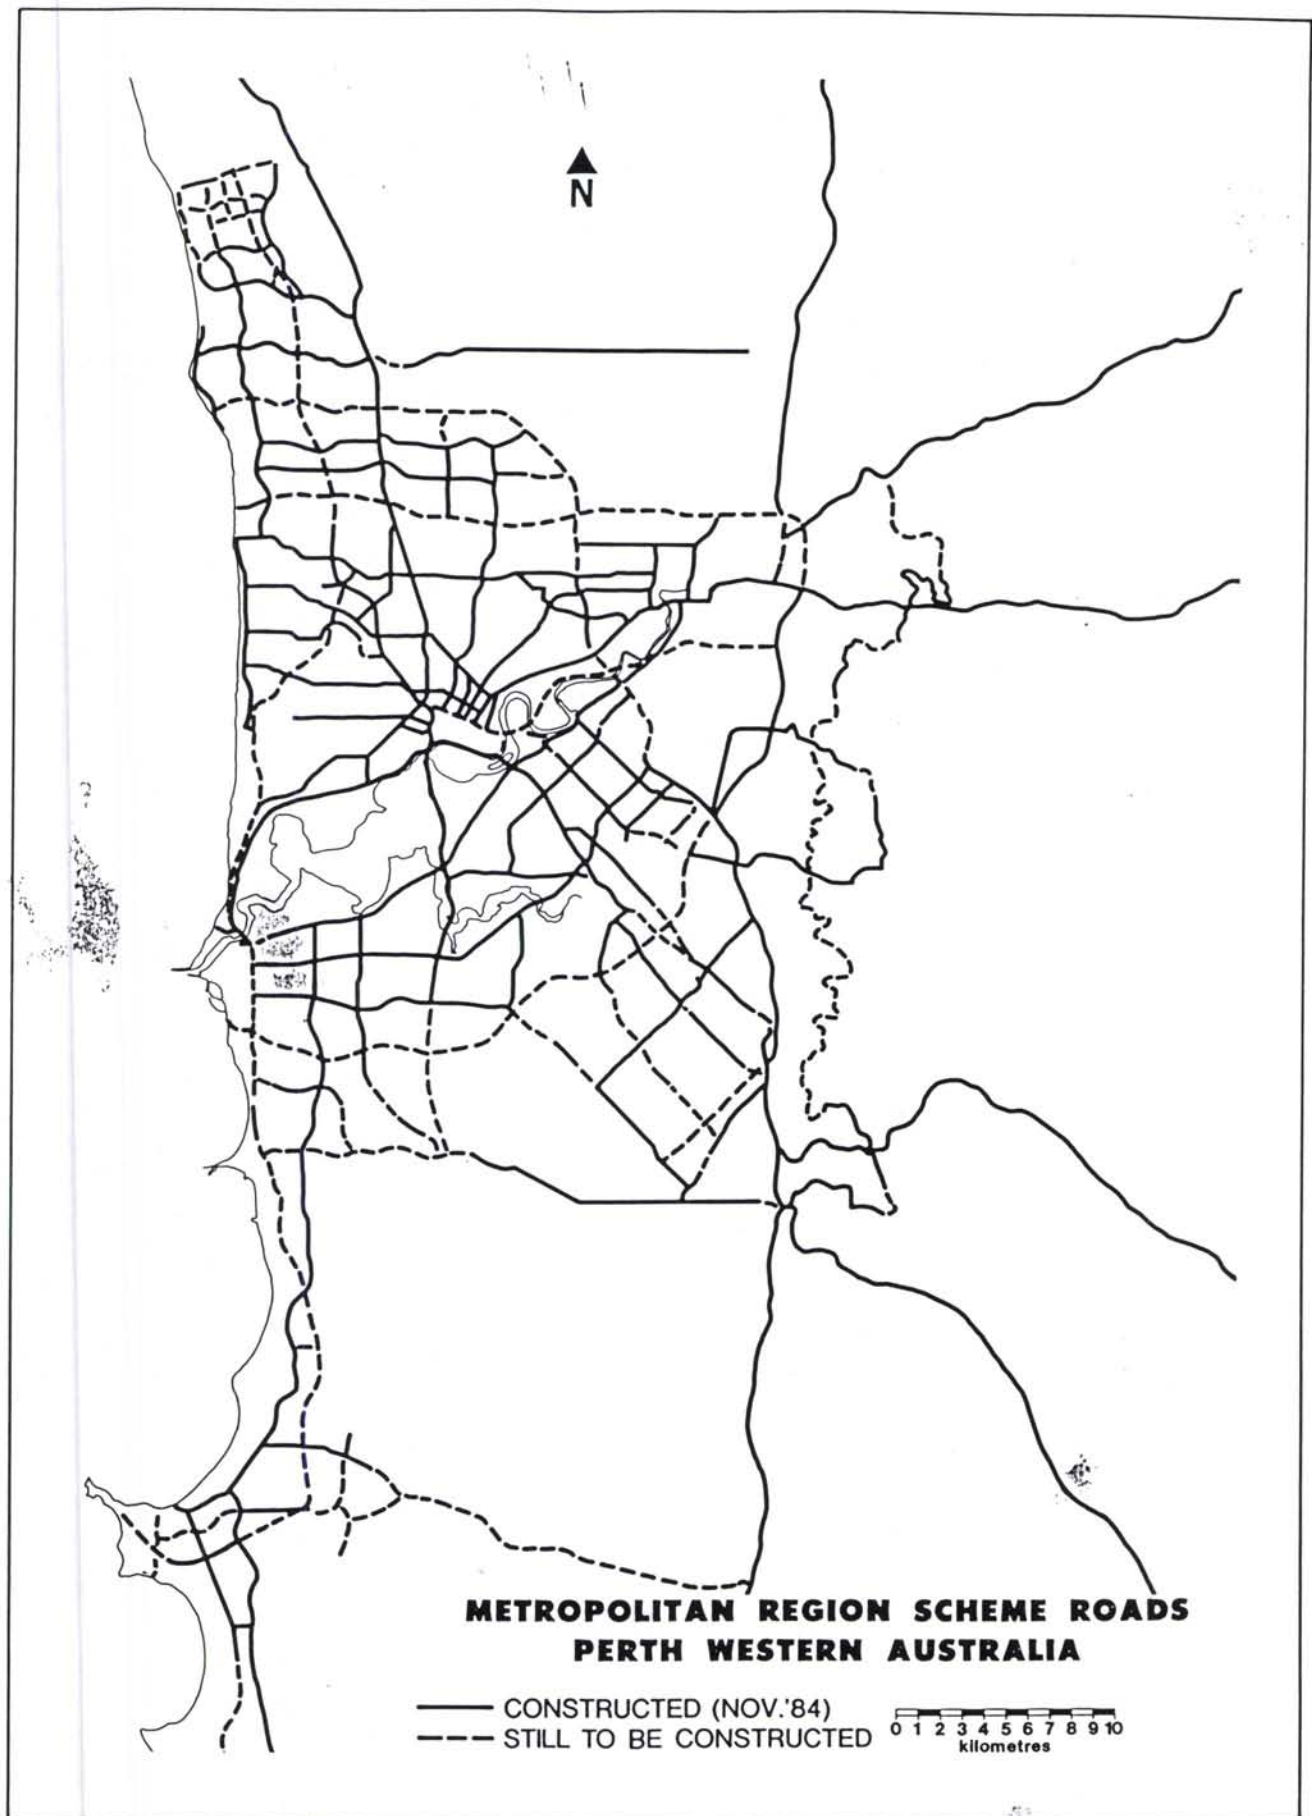 N
METROPOLITAN REGION SCHEME ROADS
PERTH WESTERN AUSTRALIA
CONSTRUCTED (NOV.'84)
STILL TO BE CONSTRUCTED
0 1 2 3 4 5 6 7 8 9 10
kilometres